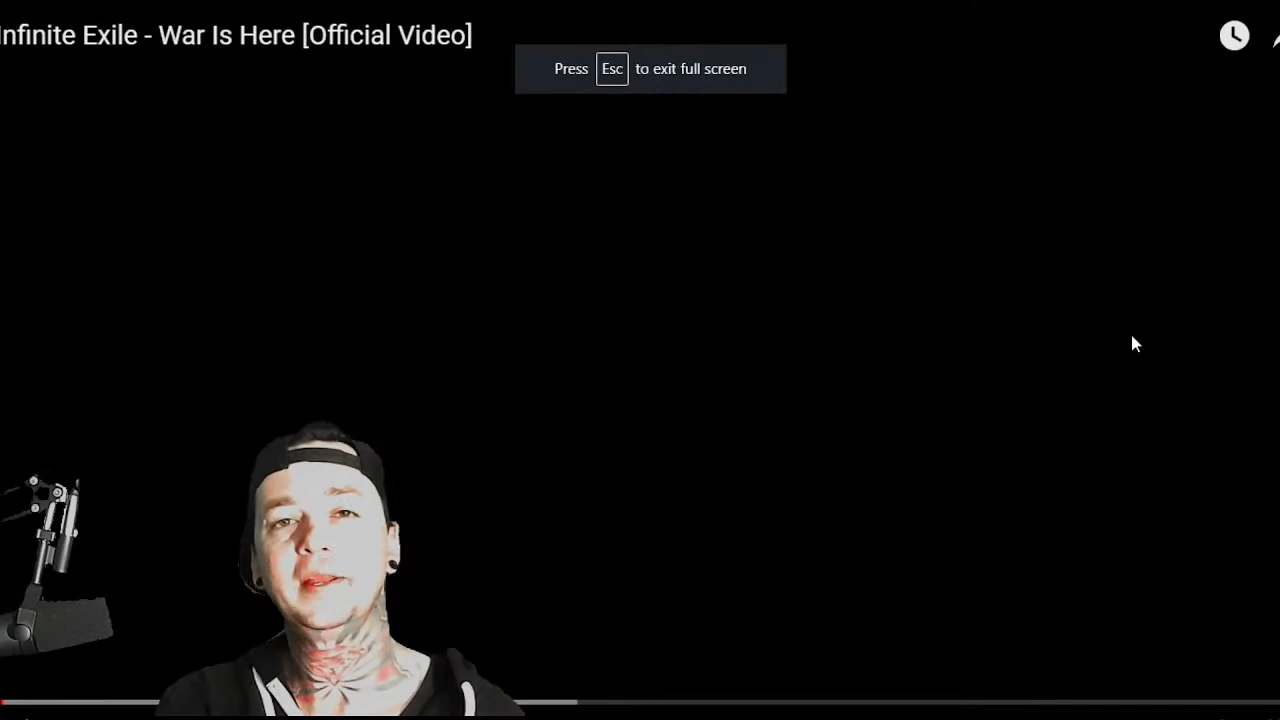 nfinite Exile - War Is Here [Official Video]
Press Esc to exit full screen